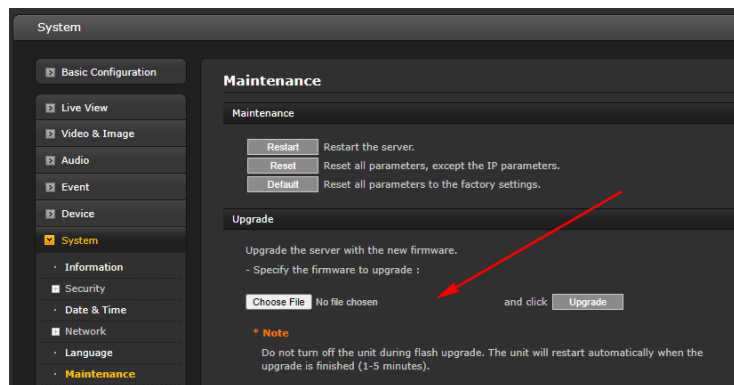 System
Basic Configuration
Live View
Video & Image
Audio
Event
Device
System
· Information
Security
· Date & Time
Network
· Language
· Maintenance
Maintenance
Maintenance
Restart Restart the server.
Reset Reset all parameters, except the IP parameters.
Default Reset all parameters to the factory settings.
Upgrade
Upgrade the server with the new firmware.
- Specify the firmware to upgrade :
Choose File No file chosen and click Upgrade
* Note
Do not turn off the unit during flash upgrade. The unit will restart automatically when the
upgrade is finished (1-5 minutes).